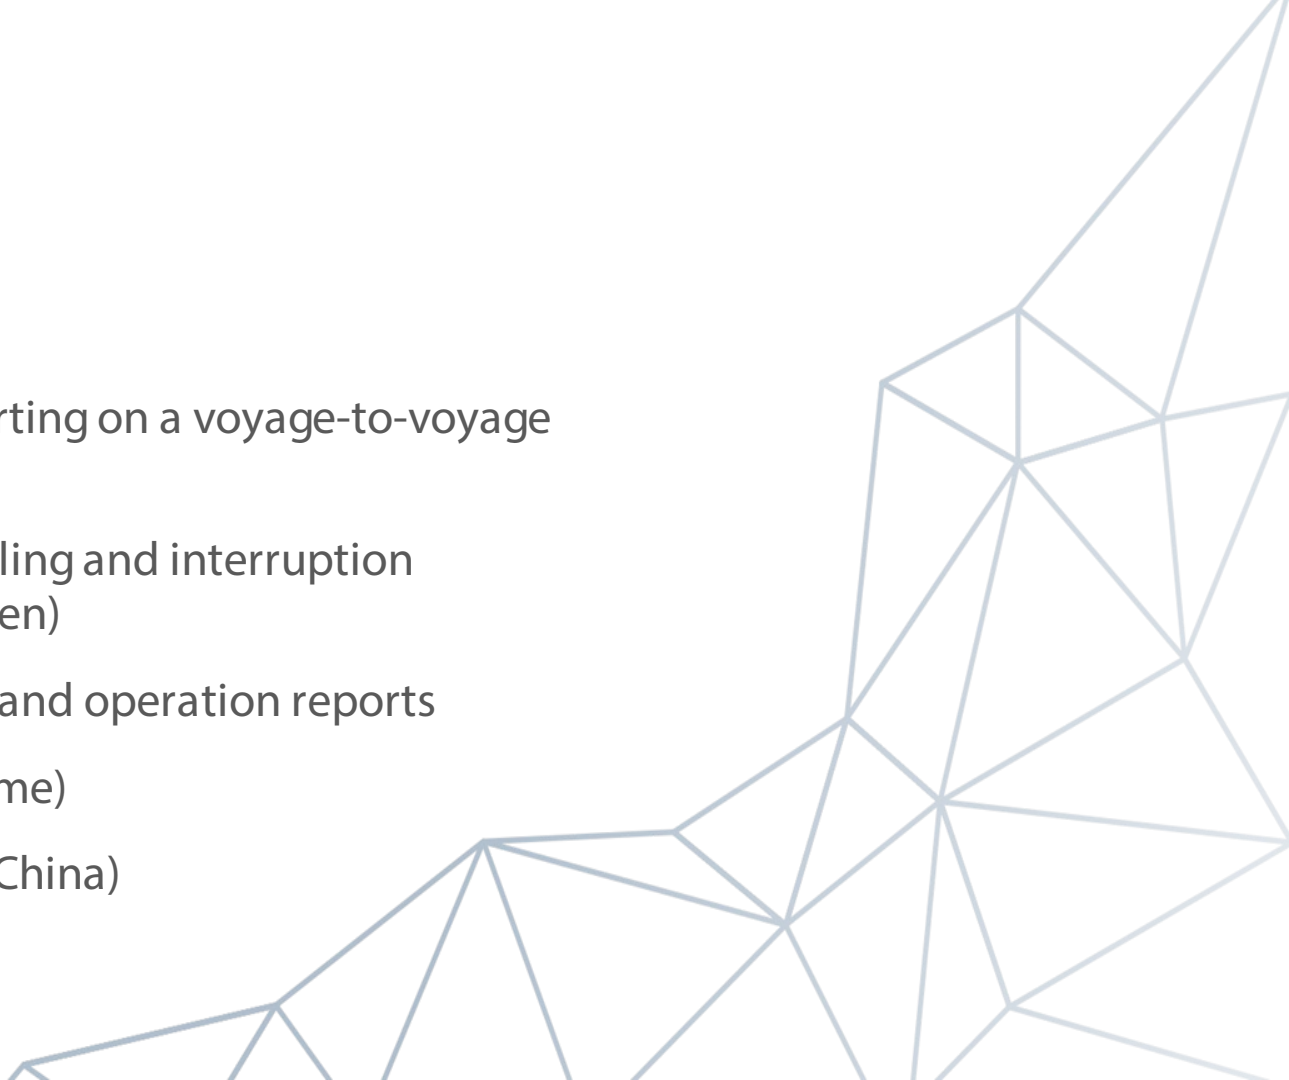 rting on a voyage-to-voyage
ling and interruption
en)
and operation reports
me)
China)